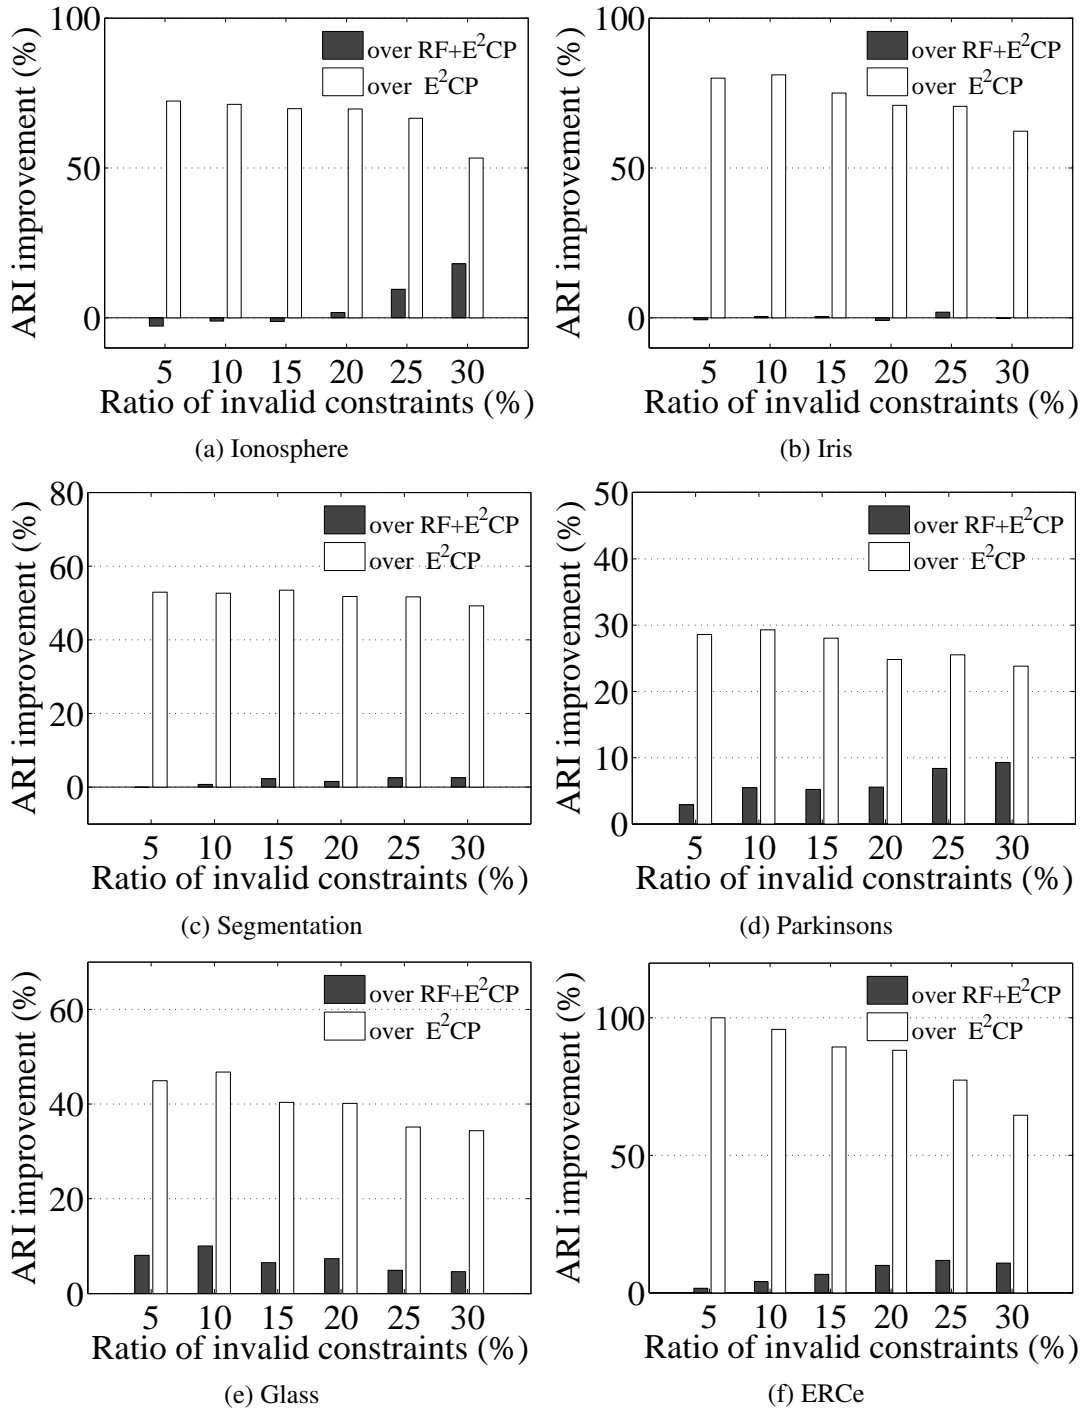 100
50
0
ARI improvement (%)
over RF+E²CP
over E²CP
5 10 15 20 25 30
Ratio of invalid constraints (%)
(a) Ionosphere
100
50
0
ARI improvement (%)
over RF+E²CP
over E²CP
5 10 15 20 25 30
Ratio of invalid constraints (%)
(b) Iris
80
60
40
20
0
ARI improvement (%)
over RF+E²CP
over E²CP
5 10 15 20 25 30
Ratio of invalid constraints (%)
(c) Segmentation
50
40
30
20
10
0
ARI improvement (%)
over RF+E²CP
over E²CP
5 10 15 20 25 30
Ratio of invalid constraints (%)
(d) Parkinsons
60
40
20
0
ARI improvement (%)
over RF+E²CP
over E²CP
5 10 15 20 25 30
Ratio of invalid constraints (%)
(e) Glass
100
50
0
ARI improvement (%)
over RF+E²CP
over E²CP
5 10 15 20 25 30
Ratio of invalid constraints (%)
(f) ERCe